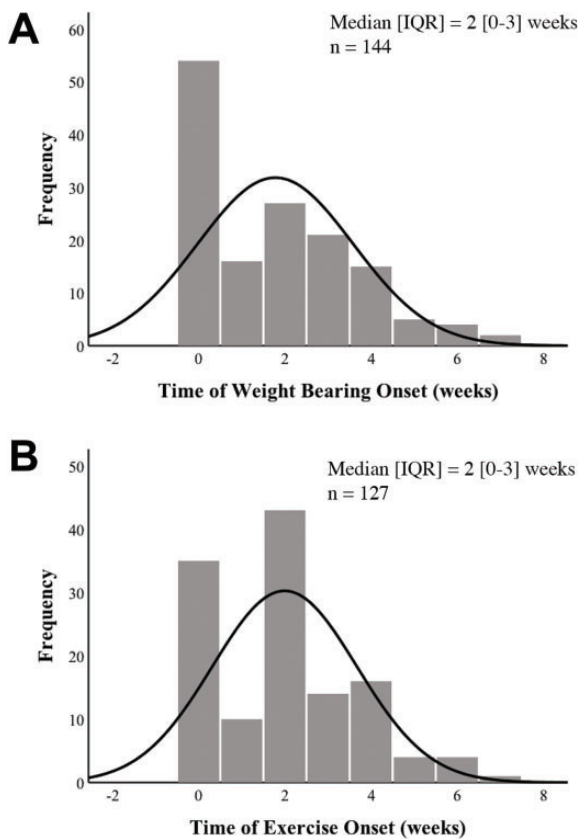 A
Median [IQR] = 2 [0-3] weeks
n = 144
60
50
40
30
20
10
0
Frequency
-2 0 2 4 6 8
Time of Weight Bearing Onset (weeks)
B
Median [IQR] = 2 [0-3] weeks
n = 127
50
40
30
20
10
0
Frequency
-2 0 2 4 6 8
Time of Exercise Onset (weeks)